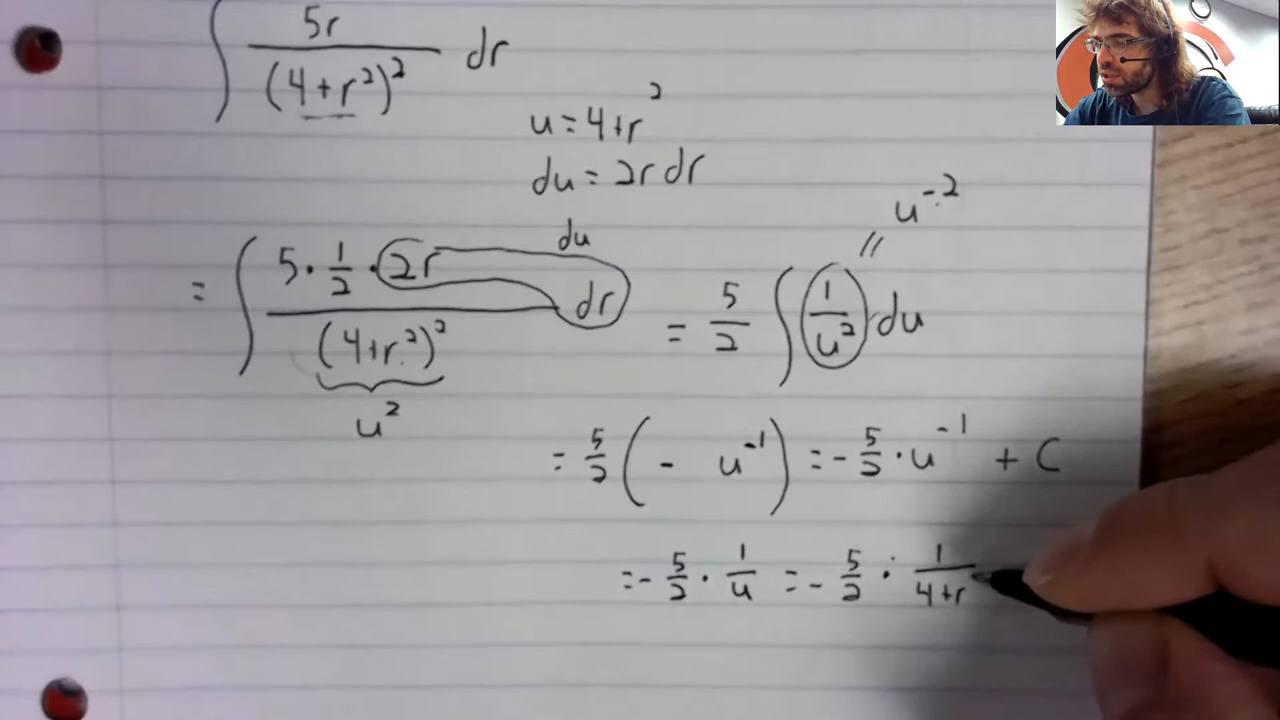 ∫ 5r / (4+r²)² dr
u = 4+r²
du = 2r dr
u⁻²
//
= ∫ 5 · 1/2 · 2r / (4+r²)² dr du = 5/2 ∫ 1/u² du
u²
= 5/2 ( - u⁻¹ ) = - 5/2 · u⁻¹ + C
= - 5/2 · 1/u = - 5/2 · 1/4+r